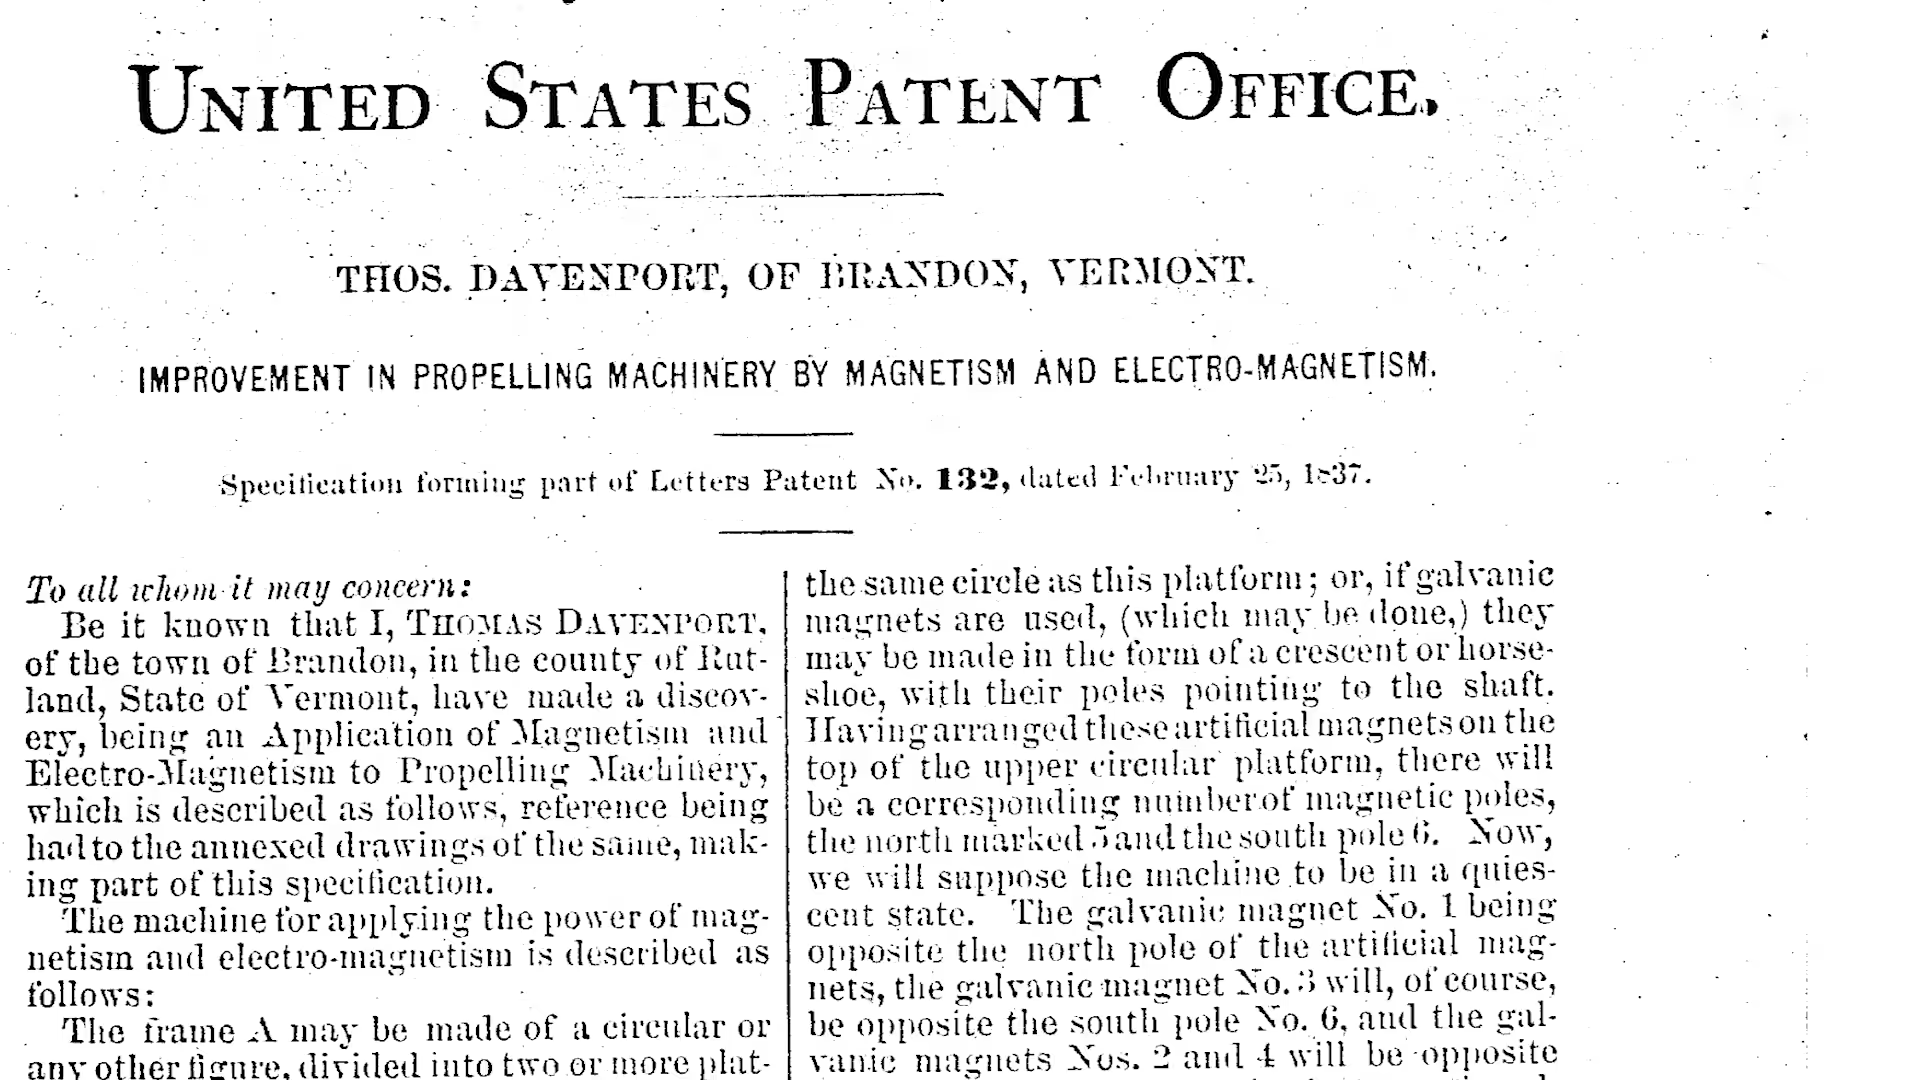 UNITED STATES PATENT OFFICE.
THOS. DAVENPORT, OF BRANDON, VERMONT.
IMPROVEMENT IN PROPELLING MACHINERY BY MAGNETISM AND ELECTRO-MAGNETISM.
Specification forming part of Letters Patent No. 132, dated February 25, 1837.
To all whom it may concern:
Be it known that I, THOMAS DAVENPORT,
of the town of Brandon, in the county of Rut-
land, State of Vermont, have made a discov-
ery, being an Application of Magnetism and
Electro-Magnetism to Propelling Machinery,
which is described as follows, reference being
had to the annexed drawings of the same, mak-
ing part of this specification.
The machine for applying the power of mag-
netism and electro-magnetism is described as
follows:
The frame A may be made of a circular or
any other figure, divided into two or more plat-
the same circle as this platform; or, if galvanic
magnets are used, (which may be done,) they
may be made in the form of a crescent or horse-
shoe, with their poles pointing to the shaft.
Having arranged these artificial magnets on the
top of the upper circular platform, there will
be a corresponding number of magnetic poles,
the north marked 5 and the south pole 6. Now,
we will suppose the machine to be in a quies-
cent state. The galvanic magnet No. 1 being
opposite the north pole of the artificial mag-
nets, the galvanic magnet No. 3 will, of course,
be opposite the south pole No. 6, and the gal-
vanic magnets Nos. 2 and 4 will be opposite